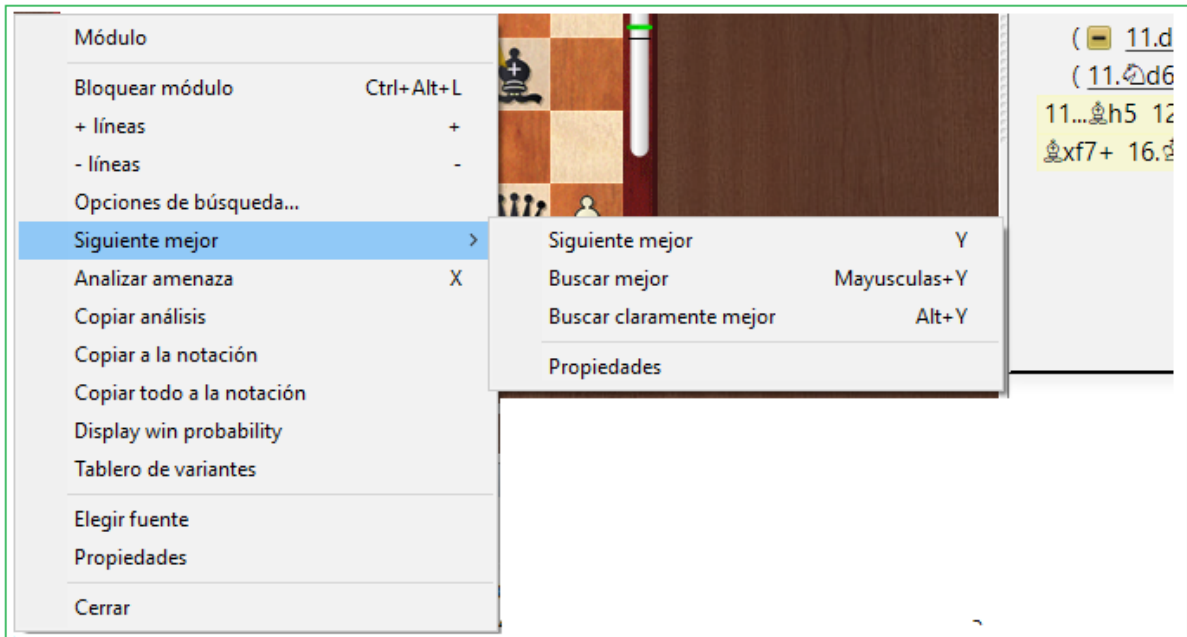 Módulo
Bloquear módulo Ctrl+Alt+L
+ líneas +
- líneas -
Opciones de búsqueda...
Siguiente mejor >
Analizar amenaza X
Copiar análisis
Copiar a la notación
Copiar todo a la notación
Display win probability
Tablero de variantes
Elegir fuente
Propiedades
Cerrar
Siguiente mejor Y
Buscar mejor Mayusculas+Y
Buscar claramente mejor Alt+Y
Propiedades
( 11.d
( 11.♘d6
11...♗h5 12
♗xf7+ 16.